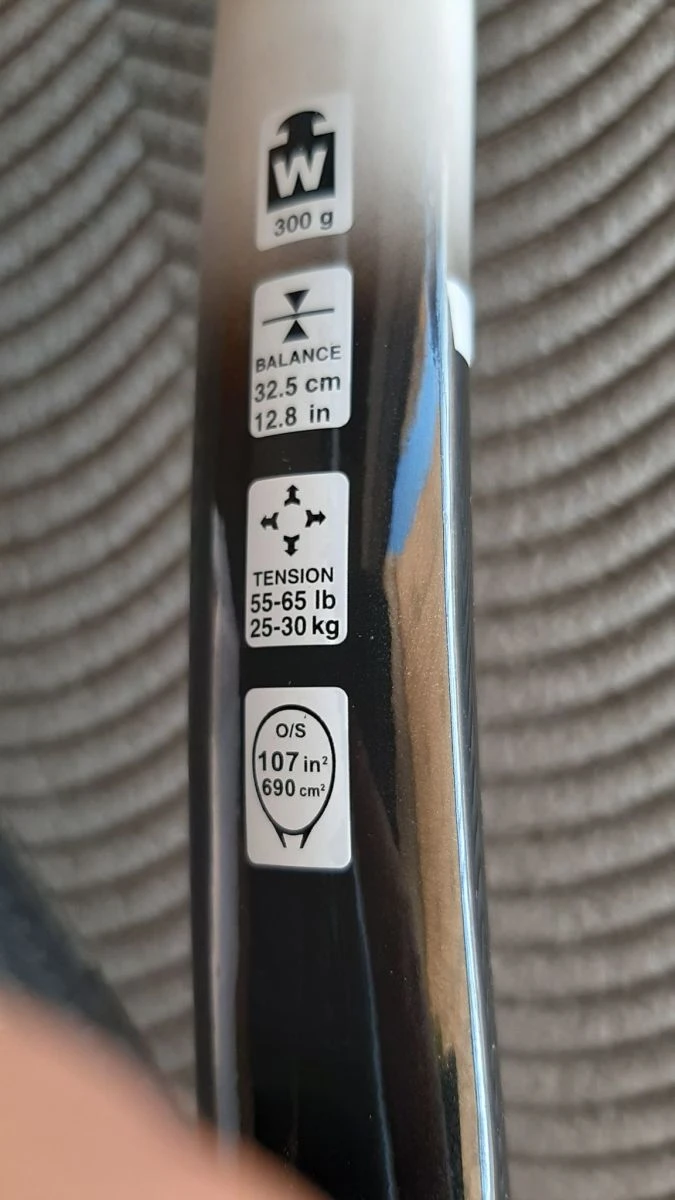 W
300 g
BALANCE
32.5 cm
12.8 in
TENSION
55-65 lb
25-30 kg
O/S
107 in²
690 cm²